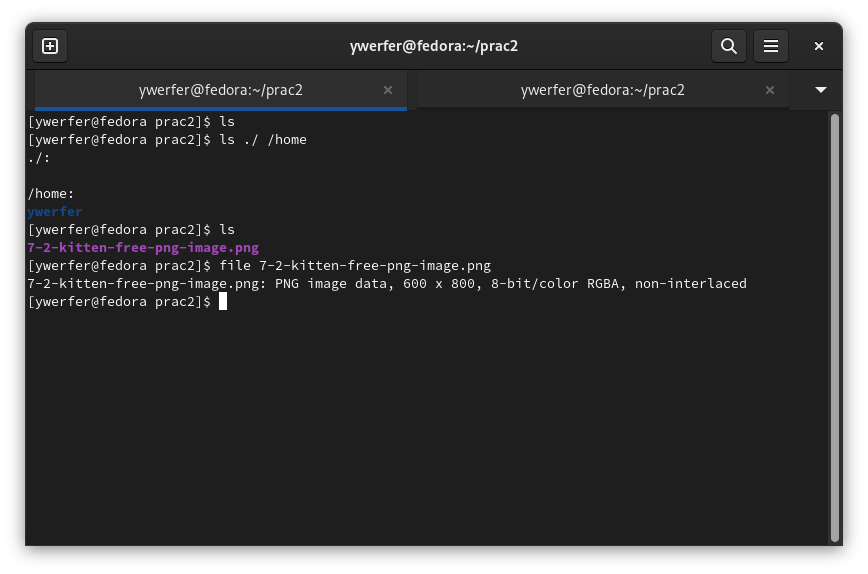 ywerfer@fedora:~/prac2
ywerfer@fedora:~/prac2
ywerfer@fedora:~/prac2
[ywerfer@fedora prac2]$ ls
[ywerfer@fedora prac2]$ ls ./ /home
./:
/home:
ywerfer
[ywerfer@fedora prac2]$ ls
7-2-kitten-free-png-image.png
[ywerfer@fedora prac2]$ file 7-2-kitten-free-png-image.png
7-2-kitten-free-png-image.png: PNG image data, 600 x 800, 8-bit/color RGBA, non-interlaced
[ywerfer@fedora prac2]$